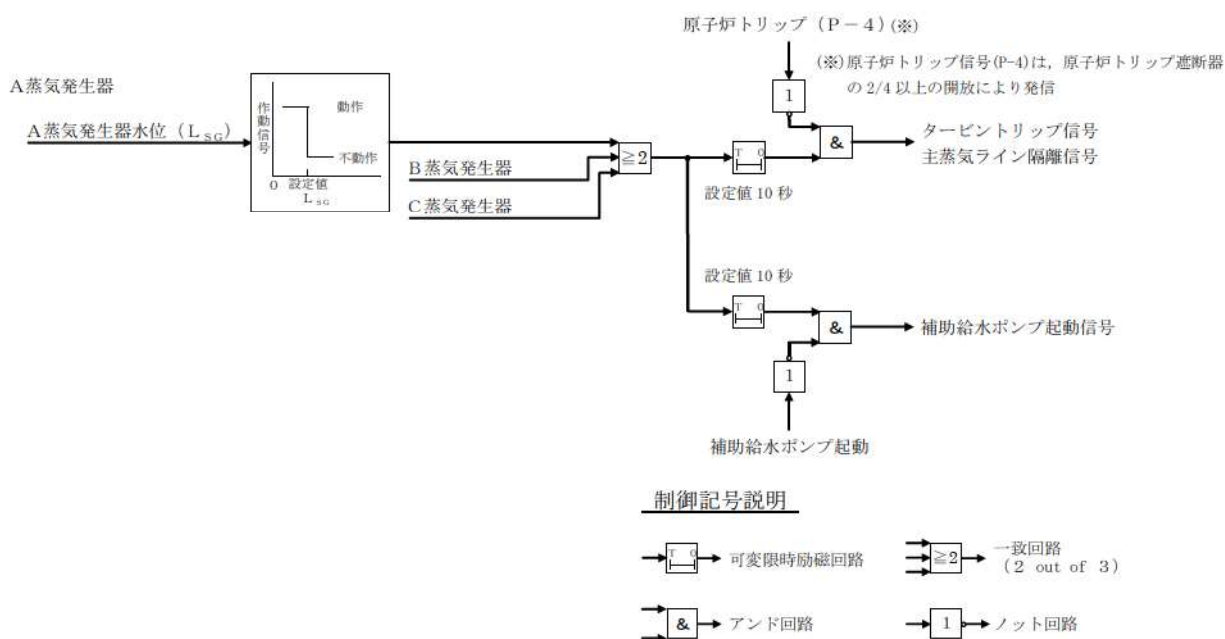 原子炉トリップ（Ｐ－４）(※)
(※)原子炉トリップ信号(P-4)は，原子炉トリップ遮断器
の 2/4 以上の開放により発信
1
Ａ蒸気発生器
Ａ蒸気発生器水位（Ｌ SG）
作動信号
動作
不動作
0
設定値
Ｌ SG
Ｂ蒸気発生器
Ｃ蒸気発生器
≧2
T 0
設定値 10 秒
&
タービントリップ信号
主蒸気ライン隔離信号
設定値 10 秒
T 0
&
補助給水ポンプ起動信号
1
補助給水ポンプ起動
制御記号説明
T 0
可変限時励磁回路
≧2
一致回路
（２ out of ３）
&
アンド回路
1
ノット回路